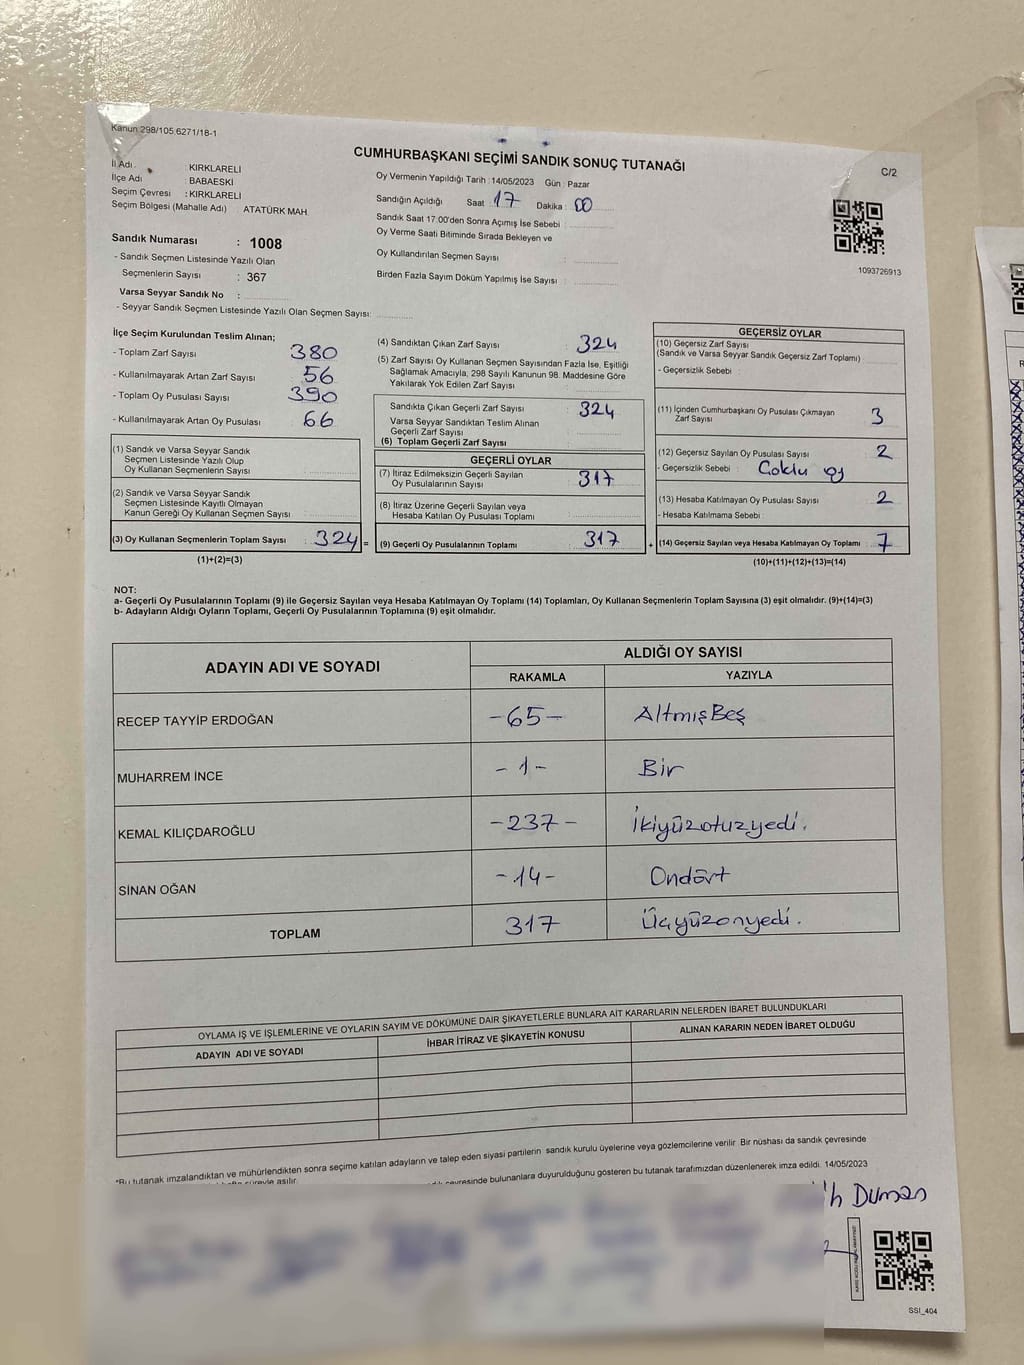 Kanun 298/105,6271/18-1
CUMHURBAŞKANI SEÇİMİ SANDIK SONUÇ TUTANAĞI
C/2
İl Adı : KIRKLARELİ
İlçe Adı : BABAESKİ
Seçim Çevresi : KIRKLARELİ
Seçim Bölgesi (Mahalle Adı) ATATÜRK MAH.
Sandık Numarası : 1008
- Sandık Seçmen Listesinde Yazılı Olan
Seçmenlerin Sayısı : 367
Varsa Seyyar Sandık No :
- Seyyar Sandık Seçmen Listesinde Yazılı Olan Seçmen Sayısı:
Oy Vermenin Yapıldığı Tarih :14/05/2023 Gün : Pazar
Sandığın Açıldığı Saat : 17 Dakika : 00
Sandık Saat 17:00'den Sonra Açımış İse Sebebi :
Oy Verme Saati Bitiminde Sırada Bekleyen ve
Oy Kullandırılan Seçmen Sayısı :
Birden Fazla Sayım Döküm Yapılmış İse Sayısı :
1093726913
İlçe Seçim Kurulundan Teslim Alınan;
- Toplam Zarf Sayısı : 380
- Kullanılmayarak Artan Zarf Sayısı : 56
- Toplam Oy Pusulası Sayısı : 390
- Kullanılmayarak Artan Oy Pusulası : 66
(1) Sandık ve Varsa Seyyar Sandık
Seçmen Listesinde Yazılı Olup
Oy Kullanan Seçmenlerin Sayısı :
(2) Sandık ve Varsa Seyyar Sandık
Seçmen Listesinde Kayıtlı Olmayan
Kanun Gereği Oy Kullanan Seçmen Sayısı :
(3) Oy Kullanan Seçmenlerin Toplam Sayısı : 324 =
(1)+(2)=(3)
(4) Sandıktan Çıkan Zarf Sayısı : 324
(5) Zarf Sayısı Oy Kullanan Seçmen Sayısından Fazla İse, Eşitliği
Sağlamak Amacıyla, 298 Sayılı Kanunun 98. Maddesine Göre
Yakılarak Yok Edilen Zarf Sayısı :
Sandıkta Çıkan Geçerli Zarf Sayısı : 324
Varsa Seyyar Sandıktan Teslim Alınan
Geçerli Zarf Sayısı :
(6) Toplam Geçerli Zarf Sayısı :
GEÇERLİ OYLAR
(7) İtiraz Edilmeksizin Geçerli Sayılan
Oy Pusulalarının Sayısı : 317
(8) İtiraz Üzerine Geçerli Sayılan veya
Hesaba Katılan Oy Pusulası Toplamı :
(9) Geçerli Oy Pusulalarının Toplamı : 317 +
GEÇERSİZ OYLAR
(10) Geçersiz Zarf Sayısı
(Sandık ve Varsa Seyyar Sandık Geçersiz Zarf Toplamı) :
- Geçersizlik Sebebi :
(11) İçinden Cumhurbaşkanı Oy Pusulası Çıkmayan
Zarf Sayısı : 3
(12) Geçersiz Sayılan Oy Pusulası Sayısı : 2
- Geçersizlik Sebebi : Çoklu oy
(13) Hesaba Katılmayan Oy Pusulası Sayısı : 2
- Hesaba Katılmama Sebebi :
(14) Geçersiz Sayılan veya Hesaba Katılmayan Oy Toplamı : 7
(10)+(11)+(12)+(13)=(14)
NOT:
a- Geçerli Oy Pusulalarının Toplamı (9) ile Geçersiz Sayılan veya Hesaba Katılmayan Oy Toplamı (14) Toplamları, Oy Kullanan Seçmenlerin Toplam Sayısına (3) eşit olmalıdır. (9)+(14)=(3)
b- Adayların Aldığı Oyların Toplamı, Geçerli Oy Pusulalarının Toplamına (9) eşit olmalıdır.
ADAYIN ADI VE SOYADI
ALDIĞI OY SAYISI
RAKAMLA YAZIYLA
RECEP TAYYİP ERDOĞAN -65- AltmışBeş
MUHARREM İNCE -1- Bir
KEMAL KILIÇDAROĞLU -237- İkiyüzotuzyedi.
SİNAN OĞAN -14- Ondört
TOPLAM 317 Üçyüzonyedi.
OYLAMA İŞ VE İŞLEMLERİNE VE OYLARIN SAYIM VE DÖKÜMÜNE DAİR ŞİKAYETLERLE BUNLARA AİT KARARLARIN NELERDEN İBARET BULUNDUKLARI
ADAYIN ADI VE SOYADI İHBAR İTİRAZ VE ŞİKAYETİN KONUSU ALINAN KARARIN NEDEN İBARET OLDUĞU
*Bu tutanak imzalandıktan ve mühürlendikten sonra seçime katılan adayların ve talep eden siyasi partilerin sandık kurulu üyelerine veya gözlemcilerine verilir. Bir nüshası da sandık çevresinde
süreyle asılır.
çevresinde bulunanlara duyurulduğunu gösteren bu tutanak tarafımızdan düzenlenerek imza edildi. 14/05/2023
Duman
SSI_404